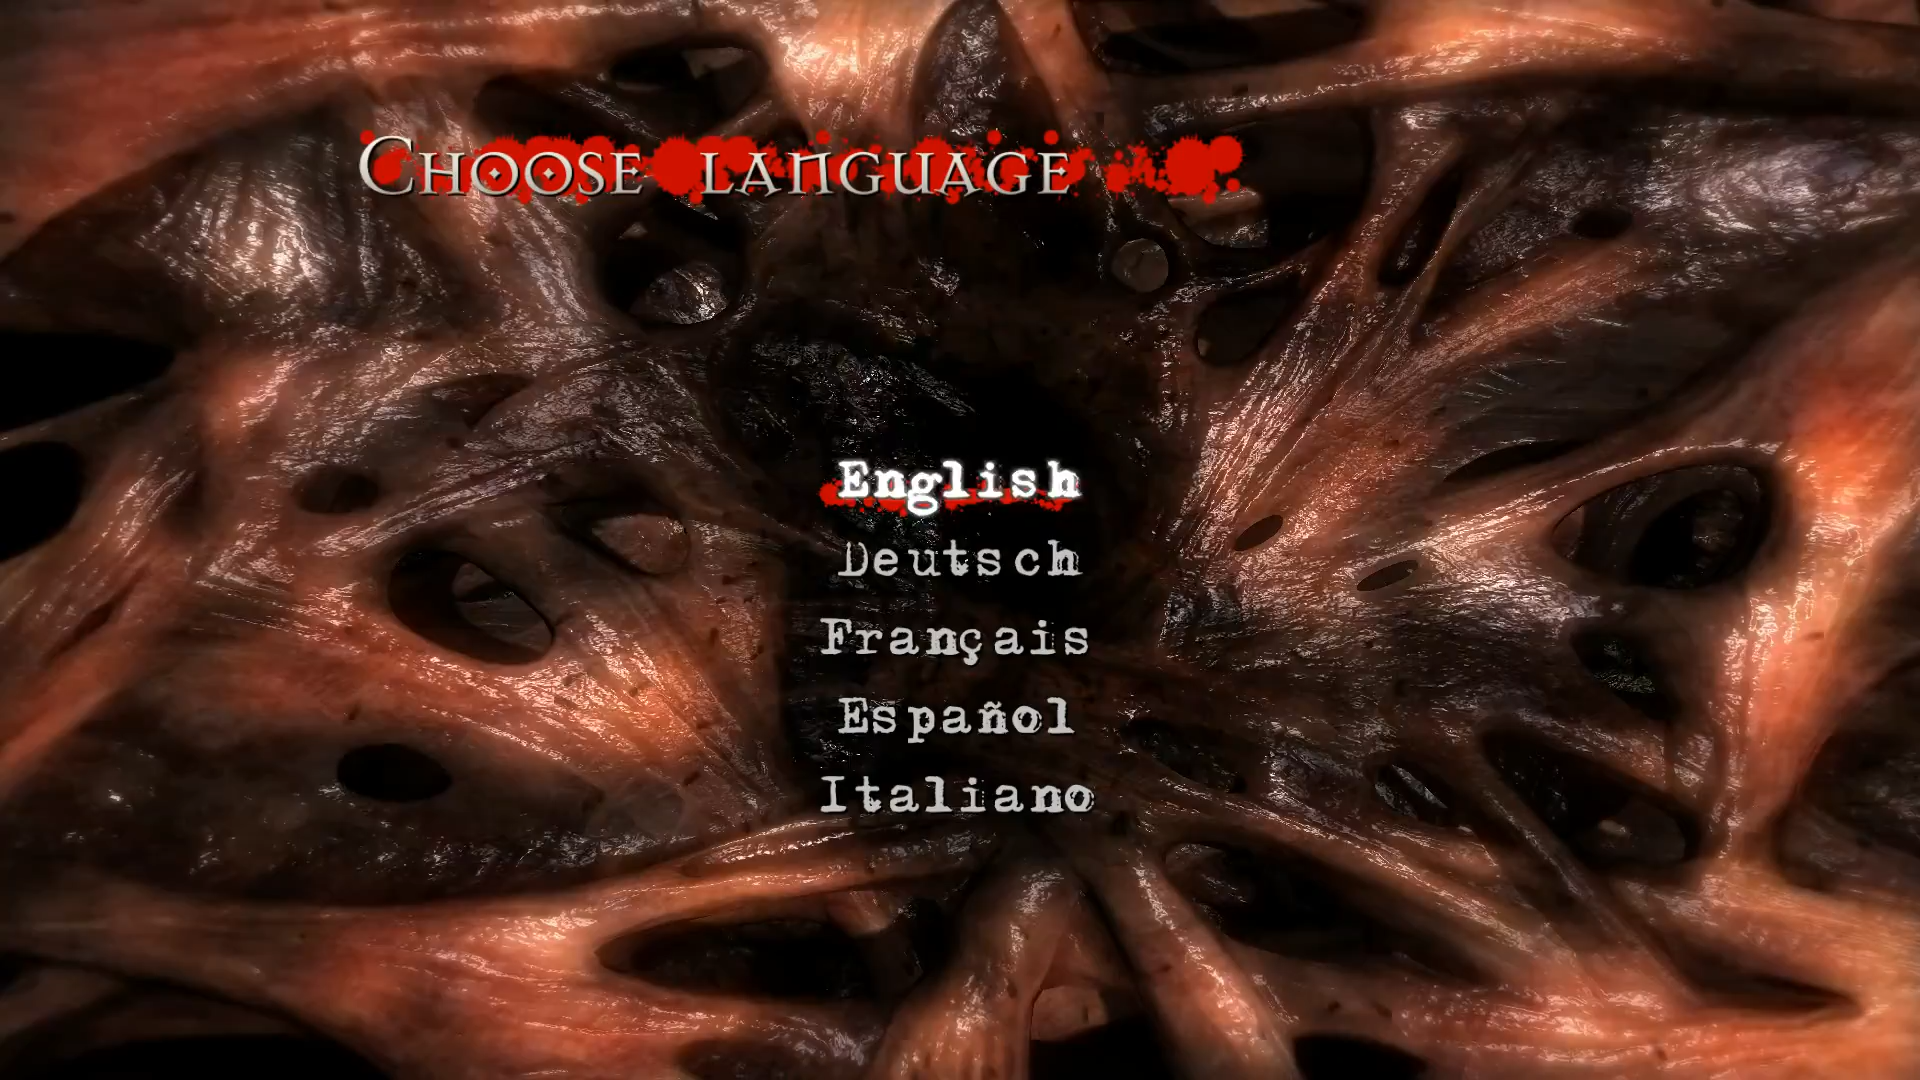 Choose language
English
Deutsch
Français
Español
Italiano